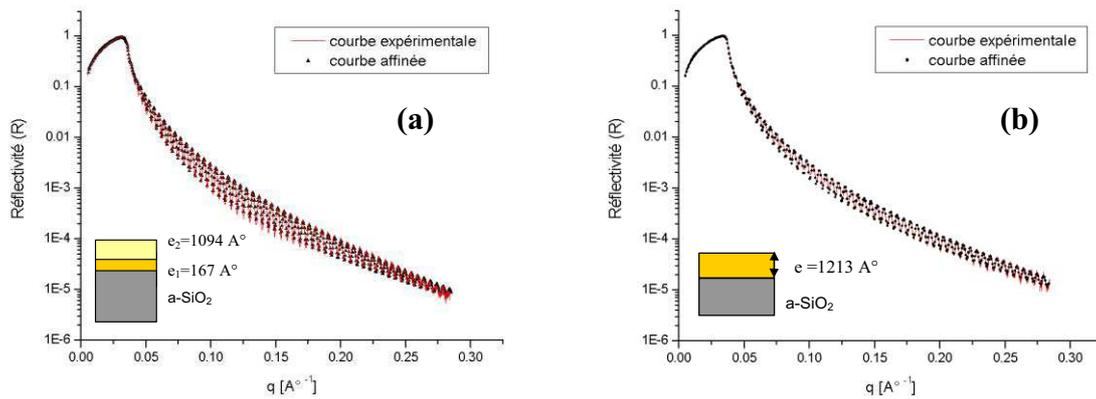 courbe expérimentale
courbe affinée
(a)
Réflectivité (R)
1
0.1
0.01
1E-3
1E-4
1E-5
1E-6
e₂=1094 A°
e₁=167 A°
a-SiO₂
0.00 0.05 0.10 0.15 0.20 0.25 0.30
q [A°⁻¹]
courbe expérimentale
courbe affinée
(b)
Réflectivité (R)
1
0.1
0.01
1E-3
1E-4
1E-5
1E-6
e =1213 A°
a-SiO₂
0.00 0.05 0.10 0.15 0.20 0.25 0.30
q [A°⁻¹]